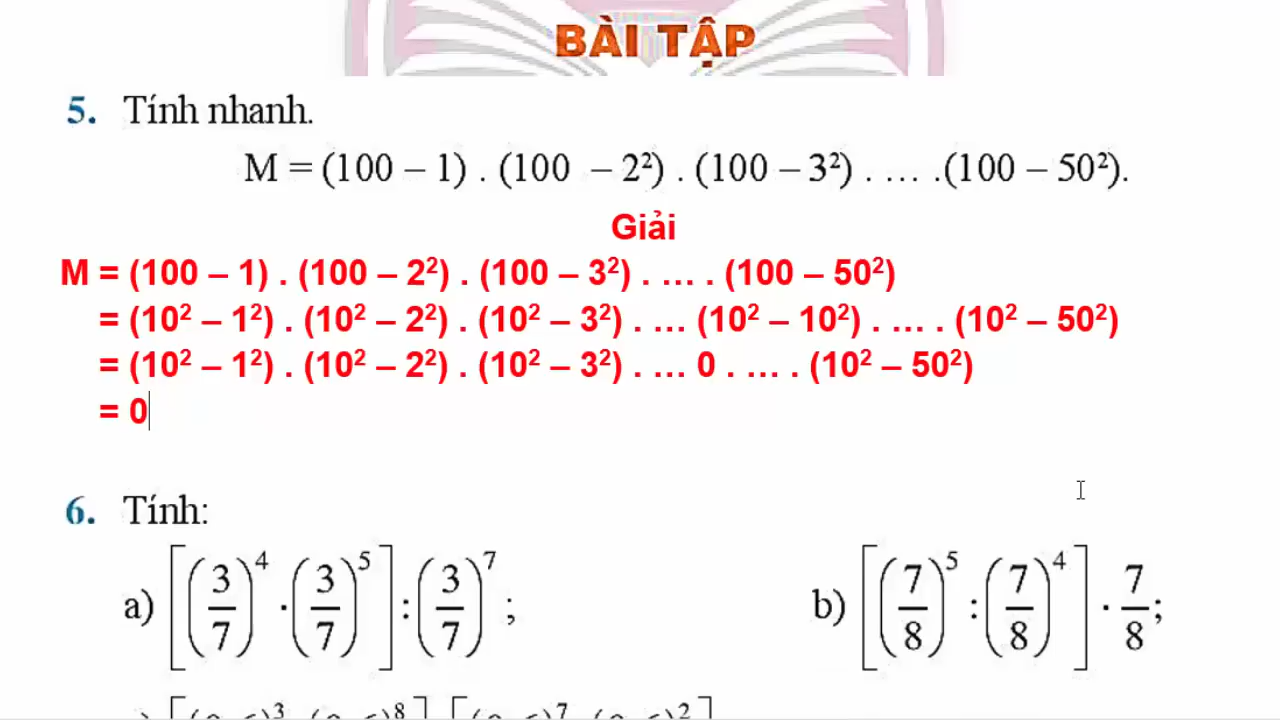 BÀI TẬP
5. Tính nhanh.
M = (100 – 1) . (100 – 2²) . (100 – 3²) . … .(100 – 50²).
Giải
M = (100 – 1) . (100 – 2²) . (100 – 3²) . … . (100 – 50²)
= (10² – 1²) . (10² – 2²) . (10² – 3²) . … (10² – 10²) . … . (10² – 50²)
= (10² – 1²) . (10² – 2²) . (10² – 3²) . … 0 . … . (10² – 50²)
= 0
6. Tính:
a) [(3/7)⁴ · (3/7)⁵] : (3/7)⁷ ; b) [(7/8)⁵ : (7/8)⁴] · 7/8;